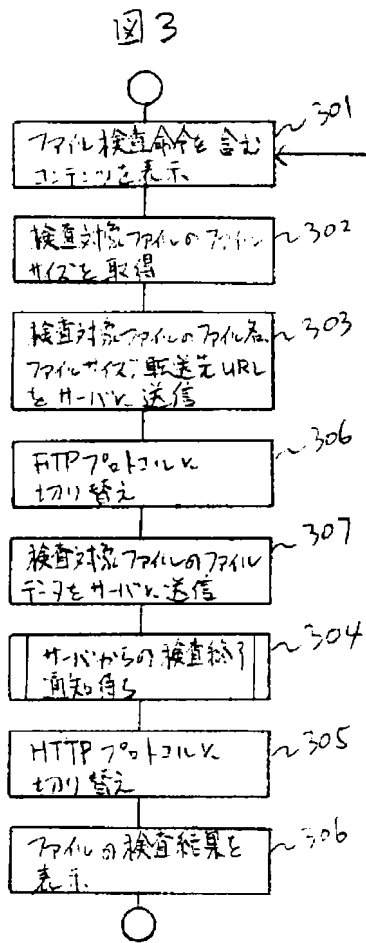 図3
301
ファイル検査命令を含む
コンテンツを表示
302
検査対象ファイルのファイル
サイズを取得
303
検査対象ファイルのファイル名、
ファイルサイズ、転送先URL
をサーバに送信
306
FTPプロトコルに
切り替え
307
検査対象ファイルのファイル
データをサーバに送信
304
サーバからの検査終了
通知待ち
305
HTTPプロトコルに
切り替え
306
ファイルの検査結果を
表示